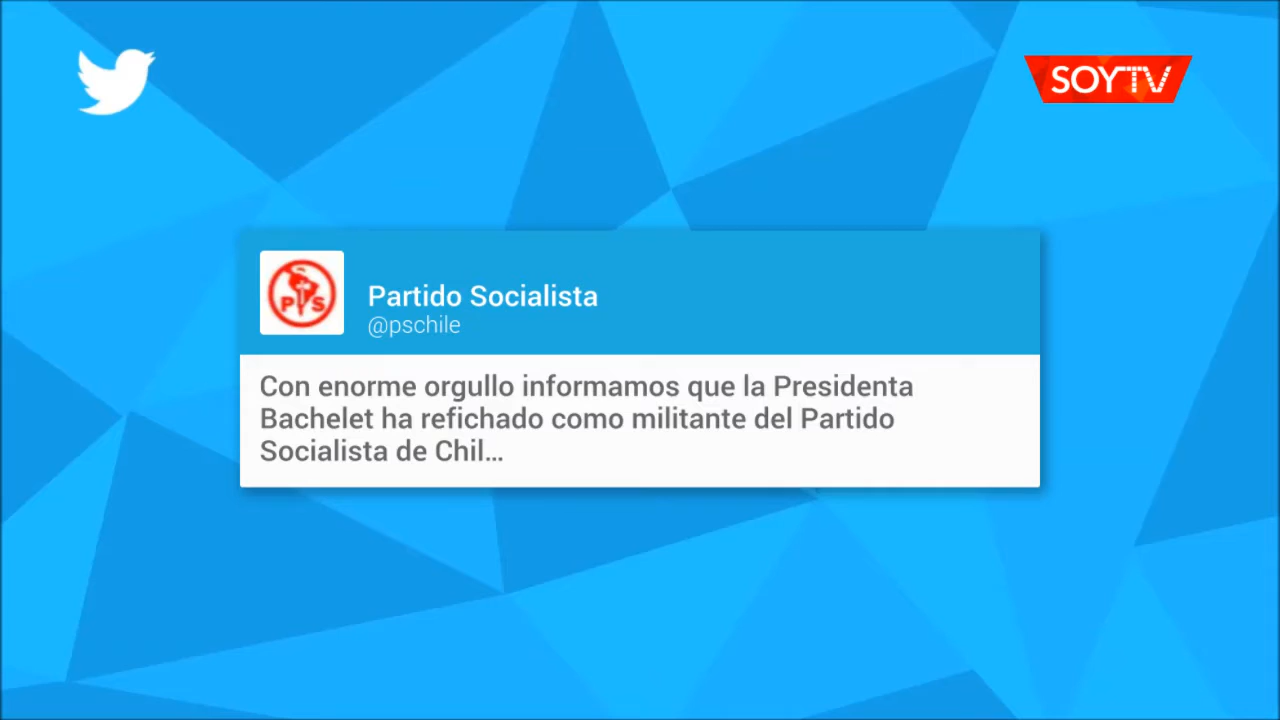 SOYTV
PS
Partido Socialista
@pschile
Con enorme orgullo informamos que la Presidenta
Bachelet ha refichado como militante del Partido
Socialista de Chil...